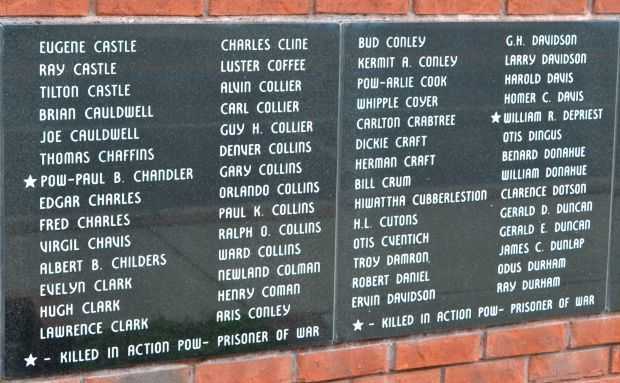 EUGENE CASTLE
RAY CASTLE
TILTON CASTLE
BRIAN CAULDWELL
JOE CAULDWELL
THOMAS CHAFFINS
★ POW-PAUL B. CHANDLER
EDGAR CHARLES
FRED CHARLES
VIRGIL CHAVIS
ALBERT B. CHILDERS
EVELYN CLARK
HUGH CLARK
LAWRENCE CLARK
CHARLES CLINE
LUSTER COFFEE
ALVIN COLLIER
CARL COLLIER
GUY H. COLLIER
DENVER COLLINS
GARY COLLINS
ORLANDO COLLINS
PAUL K. COLLINS
RALPH O. COLLINS
WARD COLLINS
NEWLAND COLMAN
HENRY COMAN
ARIS CONLEY
★ - KILLED IN ACTION POW- PRISONER OF WAR
BUD CONLEY
KERMIT A. CONLEY
POW-ARLIE COOK
WHIPPLE COYER
CARLTON CRABTREE
DICKIE CRAFT
HERMAN CRAFT
BILL CRUM
HIWATTHA CUBBERLESTION
H.L. CUTONS
OTIS CVENTICH
TROY DAMRON
ROBERT DANIEL
ERVIN DAVIDSON
G.H. DAVIDSON
LARRY DAVIDSON
HAROLD DAVIS
HOMER C. DAVIS
★ WILLIAM R. DEPRIEST
OTIS DINGUS
BENARD DONAHUE
WILLIAM DONAHUE
CLARENCE DOTSON
GERALD D. DUNCAN
GERALD E. DUNCAN
JAMES C. DUNLAP
ODUS DURHAM
RAY DURHAM
★ - KILLED IN ACTION POW- PRISONER OF WAR